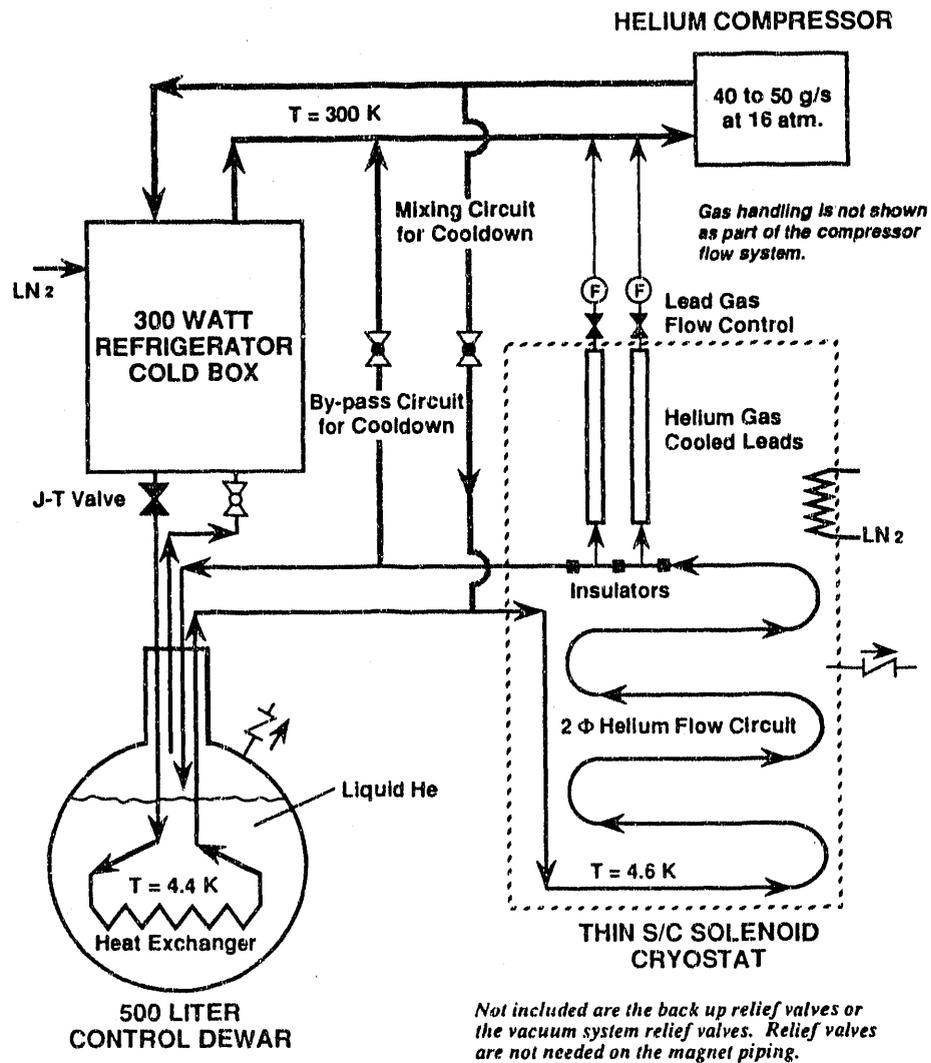 HELIUM COMPRESSOR
40 to 50 g/s
at 16 atm.
T = 300 K
Mixing Circuit
for Cooldown
Gas handling is not shown
as part of the compressor
flow system.
LN 2
300 WATT
REFRIGERATOR
COLD BOX
F
F
Lead Gas
Flow Control
By-pass Circuit
for Cooldown
Helium Gas
Cooled Leads
J-T Valve
LN 2
Insulators
2 Φ Helium Flow Circuit
Liquid He
T = 4.4 K
T = 4.6 K
Heat Exchanger
THIN S/C SOLENOID
CRYOSTAT
500 LITER
CONTROL DEWAR
Not included are the back up relief valves or
the vacuum system relief valves. Relief valves
are not needed on the magnet piping.